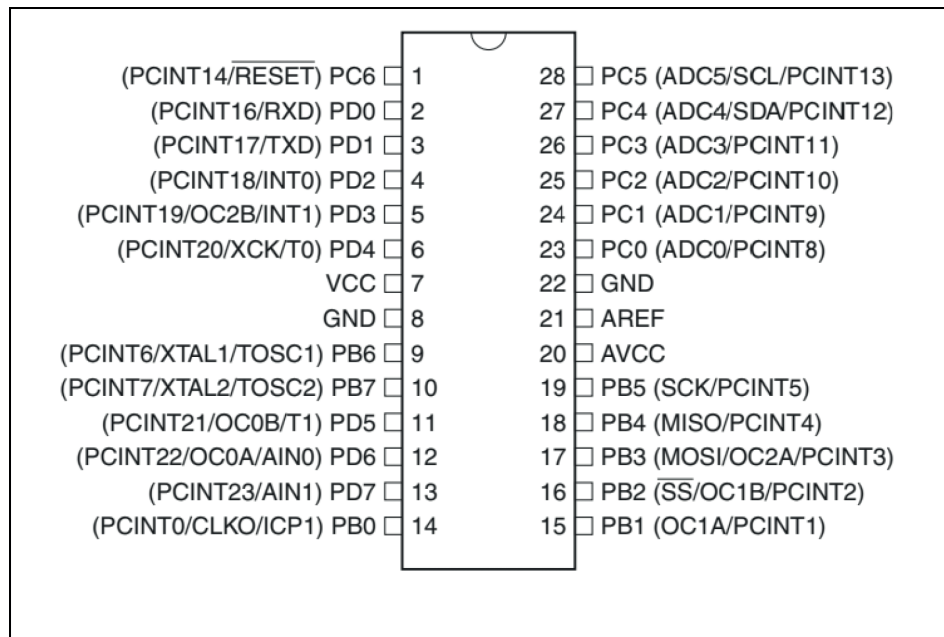 (PCINT14/RESET) PC6 1 28 PC5 (ADC5/SCL/PCINT13)
(PCINT16/RXD) PD0 2 27 PC4 (ADC4/SDA/PCINT12)
(PCINT17/TXD) PD1 3 26 PC3 (ADC3/PCINT11)
(PCINT18/INT0) PD2 4 25 PC2 (ADC2/PCINT10)
(PCINT19/OC2B/INT1) PD3 5 24 PC1 (ADC1/PCINT9)
(PCINT20/XCK/T0) PD4 6 23 PC0 (ADC0/PCINT8)
VCC 7 22 GND
GND 8 21 AREF
(PCINT6/XTAL1/TOSC1) PB6 9 20 AVCC
(PCINT7/XTAL2/TOSC2) PB7 10 19 PB5 (SCK/PCINT5)
(PCINT21/OC0B/T1) PD5 11 18 PB4 (MISO/PCINT4)
(PCINT22/OC0A/AIN0) PD6 12 17 PB3 (MOSI/OC2A/PCINT3)
(PCINT23/AIN1) PD7 13 16 PB2 (SS/OC1B/PCINT2)
(PCINT0/CLKO/ICP1) PB0 14 15 PB1 (OC1A/PCINT1)